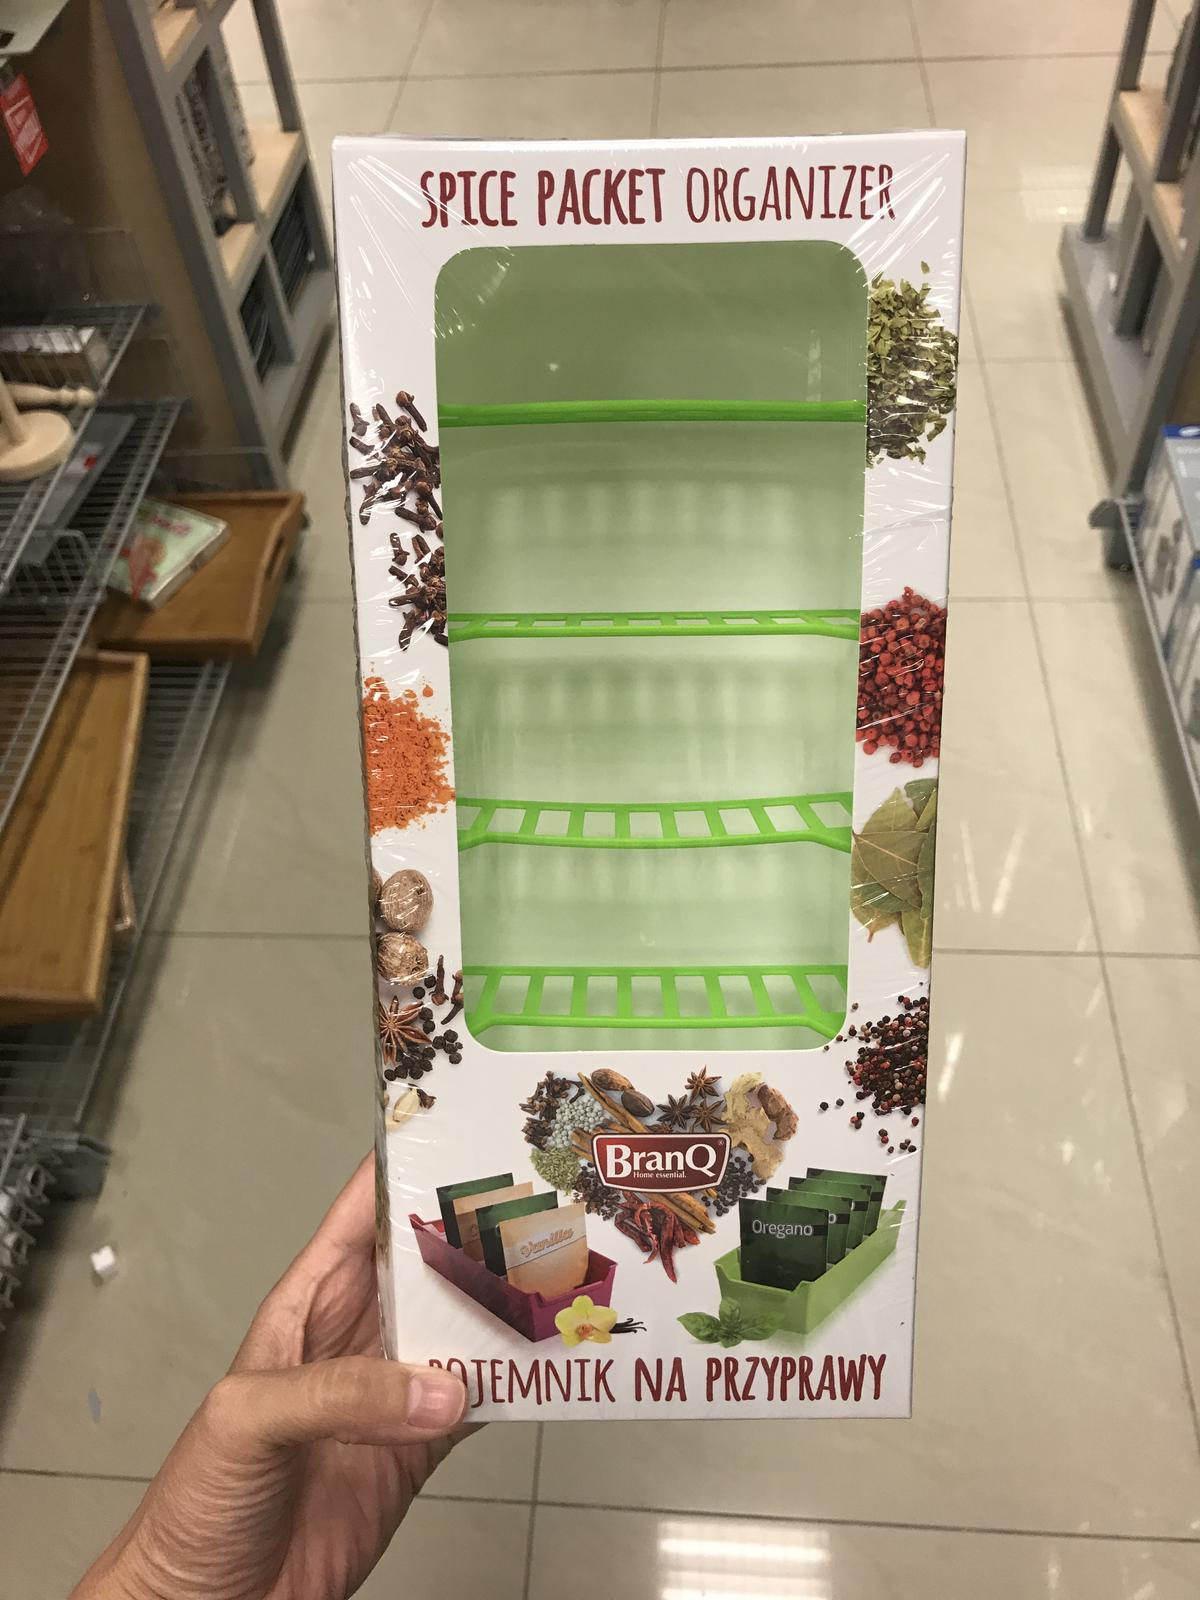 SPICE PACKET ORGANIZER
BranQ®
Home essential.
Vanilla
Oregano
POJEMNIK NA PRZYPRAWY